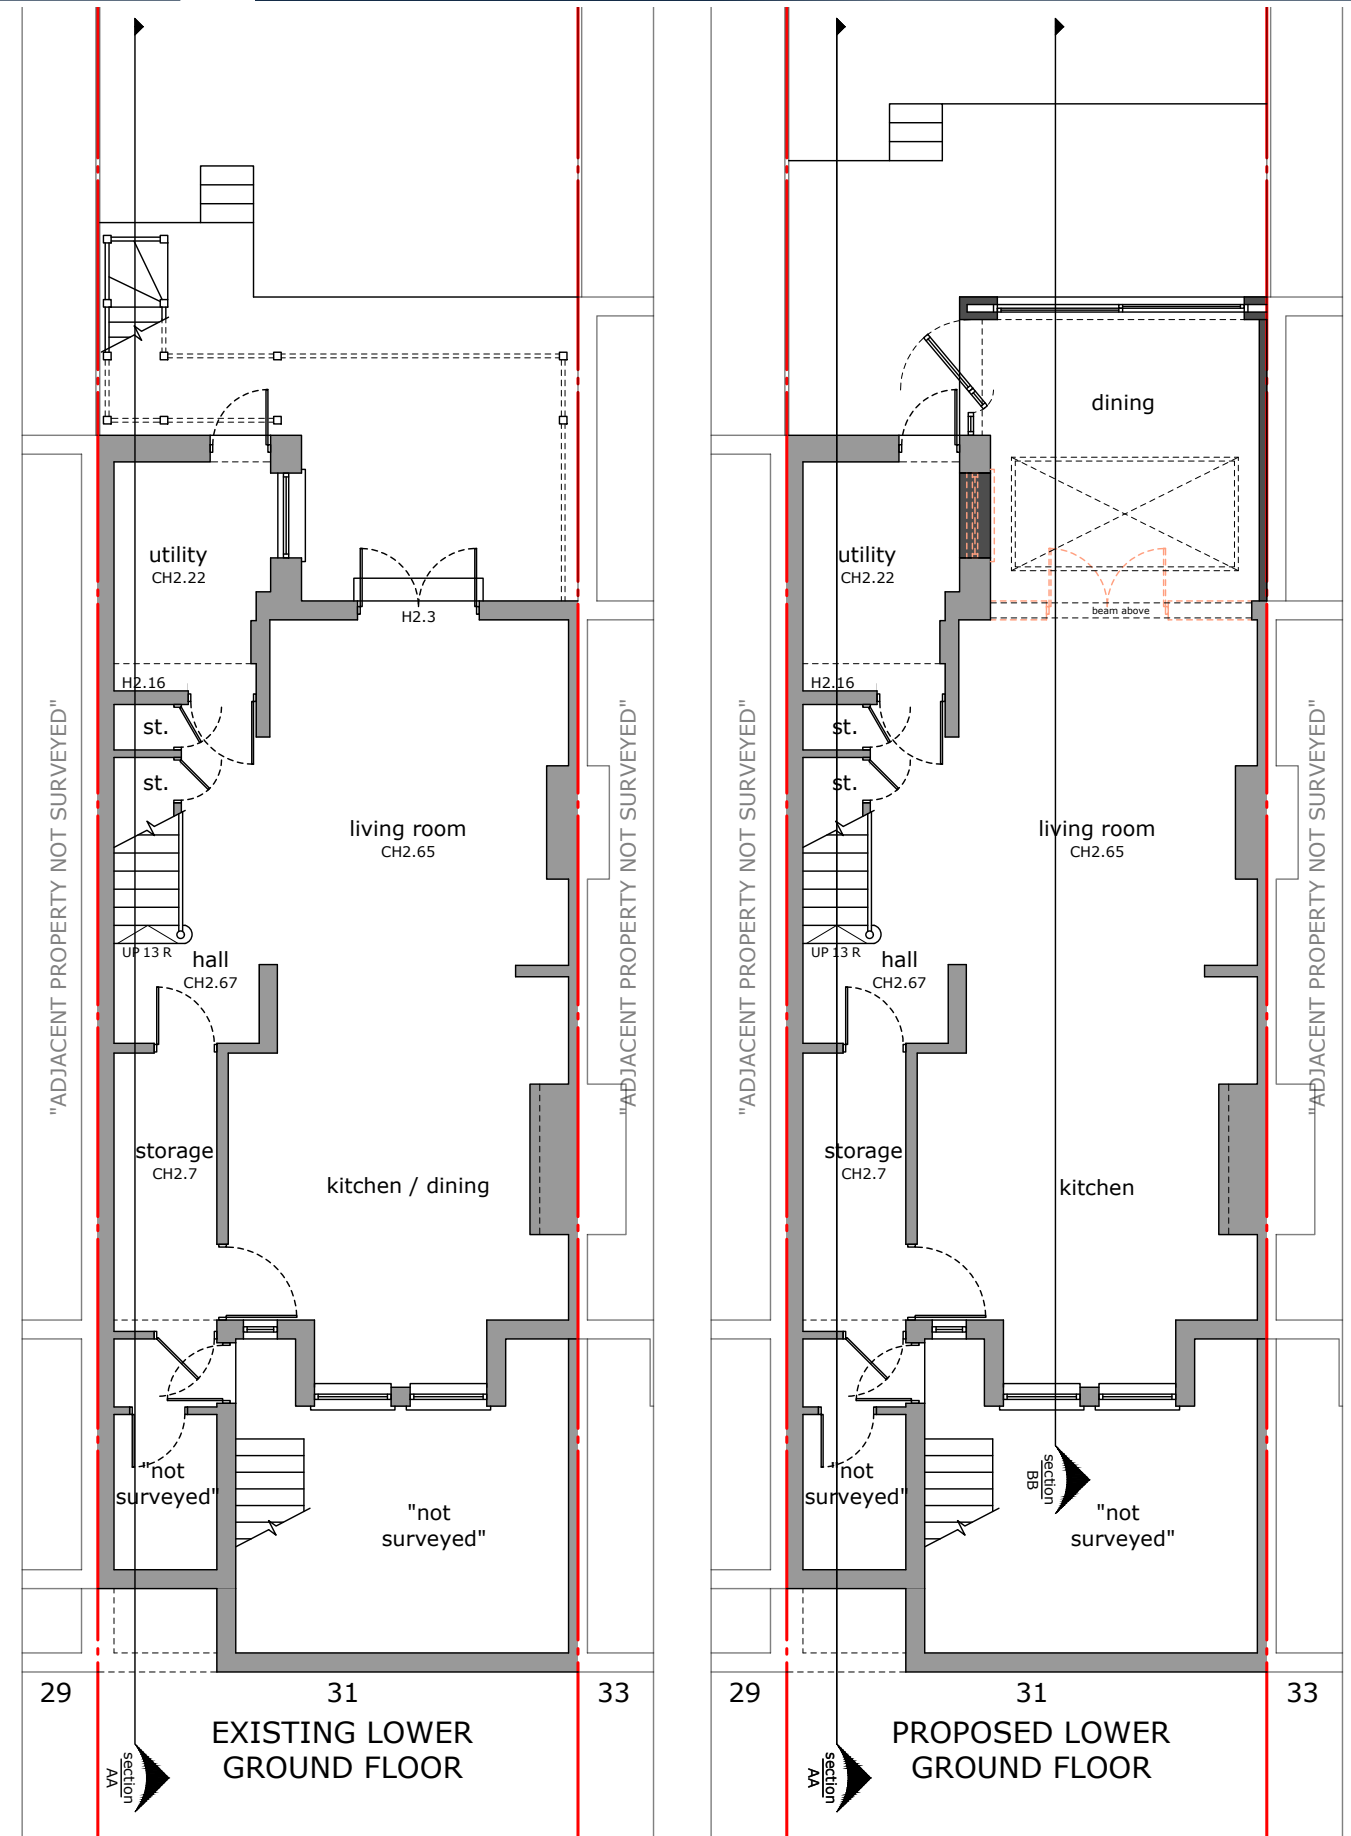 utility
CH2.22
H2.3
H2.16
st.
st.
living room
CH2.65
UP 13 R
hall
CH2.67
storage
CH2.7
kitchen / dining
"not
surveyed"
"not
surveyed"
"ADJACENT PROPERTY NOT SURVEYED"
"ADJACENT PROPERTY NOT SURVEYED"
29
31
33
EXISTING LOWER
GROUND FLOOR
section
AA
dining
utility
CH2.22
beam above
H2.16
st.
st.
living room
CH2.65
UP 13 R
hall
CH2.67
storage
CH2.7
kitchen
section
BB
"not
surveyed"
"not
surveyed"
"ADJACENT PROPERTY NOT SURVEYED"
"ADJACENT PROPERTY NOT SURVEYED"
29
31
33
PROPOSED LOWER
GROUND FLOOR
section
AA